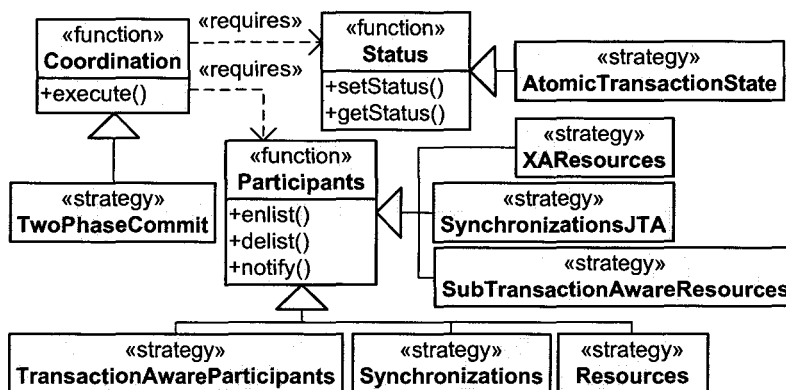 «function»
Coordination
+execute()
«requires»
«requires»
«function»
Status
+setStatus()
+getStatus()
«strategy»
AtomicTransactionState
«strategy»
TwoPhaseCommit
«function»
Participants
+enlist()
+delist()
+notify()
«strategy»
XAResources
«strategy»
SynchronizationsJTA
«strategy»
SubTransactionAwareResources
«strategy»
TransactionAwareParticipants
«strategy»
Synchronizations
«strategy»
Resources